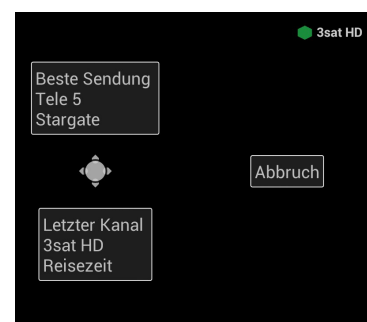 3sat HD
Beste Sendung
Tele 5
Stargate
Abbruch
Letzter Kanal
3sat HD
Reisezeit